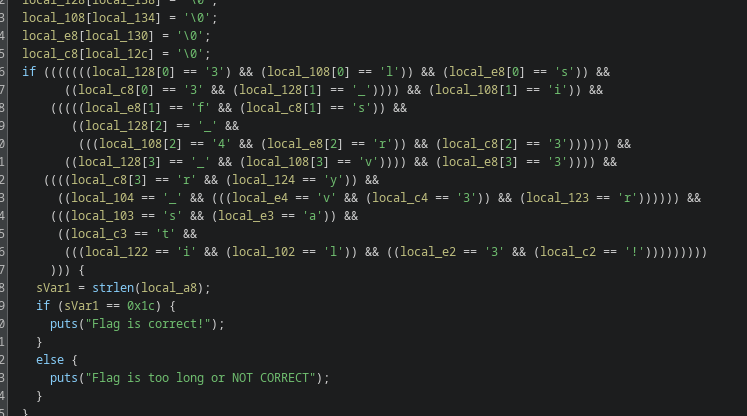 2 local_128[local_138] = '\0';
3 local_108[local_134] = '\0';
4 local_e8[local_130] = '\0';
5 local_c8[local_12c] = '\0';
6 if (((((((local_128[0] == '3') && (local_108[0] == 'l')) && (local_e8[0] == 's')) &&
7 ((local_c8[0] == '3' && (local_128[1] == '_')))) && (local_108[1] == 'i')) &&
8 (((((local_e8[1] == 'f' && (local_c8[1] == 's')) &&
9 ((local_128[2] == '_' &&
0 (((local_108[2] == '4' && (local_e8[2] == 'r')) && (local_c8[2] == '3')))))) &&
1 ((local_128[3] == '_' && (local_108[3] == 'v')))) && (local_e8[3] == '3')))) &&
2 ((((local_c8[3] == 'r' && (local_124 == 'y')) &&
3 ((local_104 == '_' && (((local_e4 == 'v' && (local_c4 == '3')) && (local_123 == 'r')))))) &&
4 (((local_103 == 's' && (local_e3 == 'a')) &&
5 ((local_c3 == 't' &&
6 (((local_122 == 'i' && (local_102 == 'l')) && ((local_e2 == '3' && (local_c2 == '!')))))))))
7 ))) {
8 sVar1 = strlen(local_a8);
9 if (sVar1 == 0x1c) {
0 puts("Flag is correct!");
1 }
2 else {
3 puts("Flag is too long or NOT CORRECT");
4 }
5 }